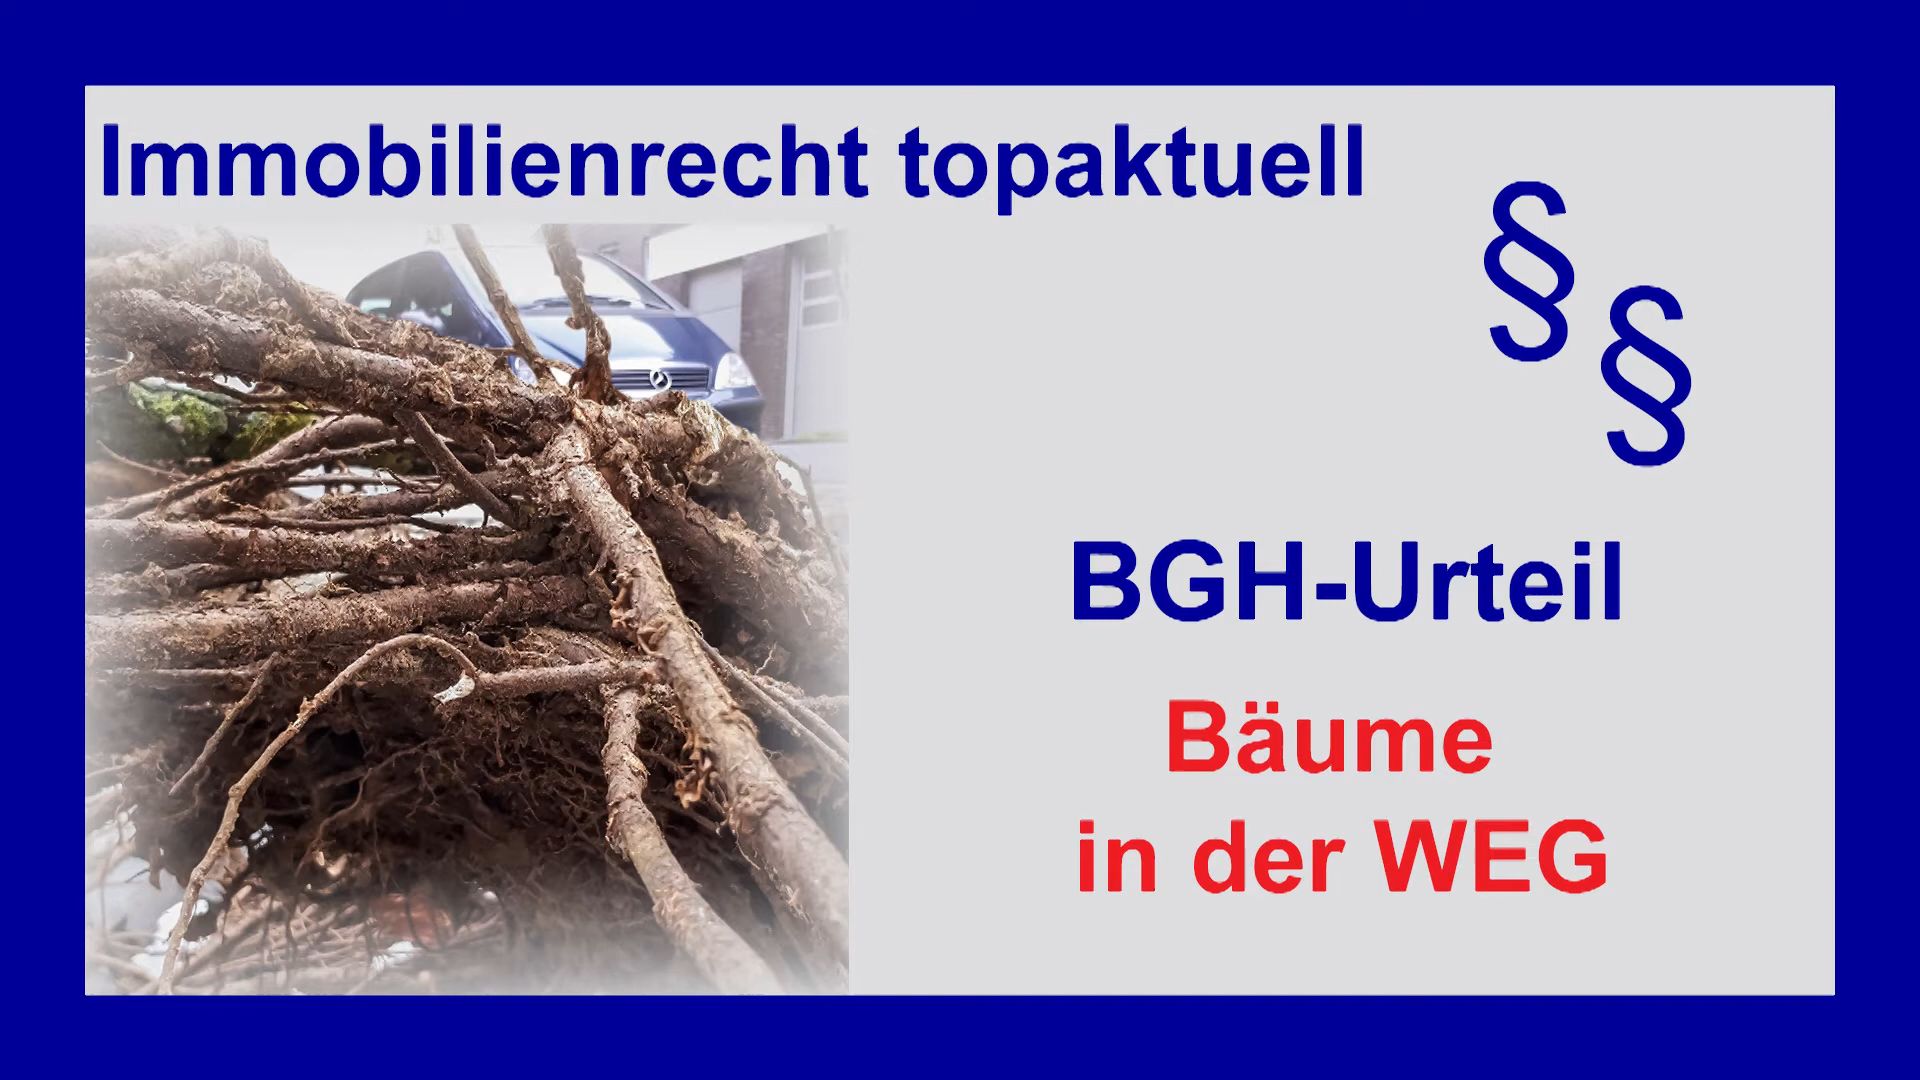 Immobilienrecht topaktuell
§
§
BGH-Urteil
Bäume
in der WEG